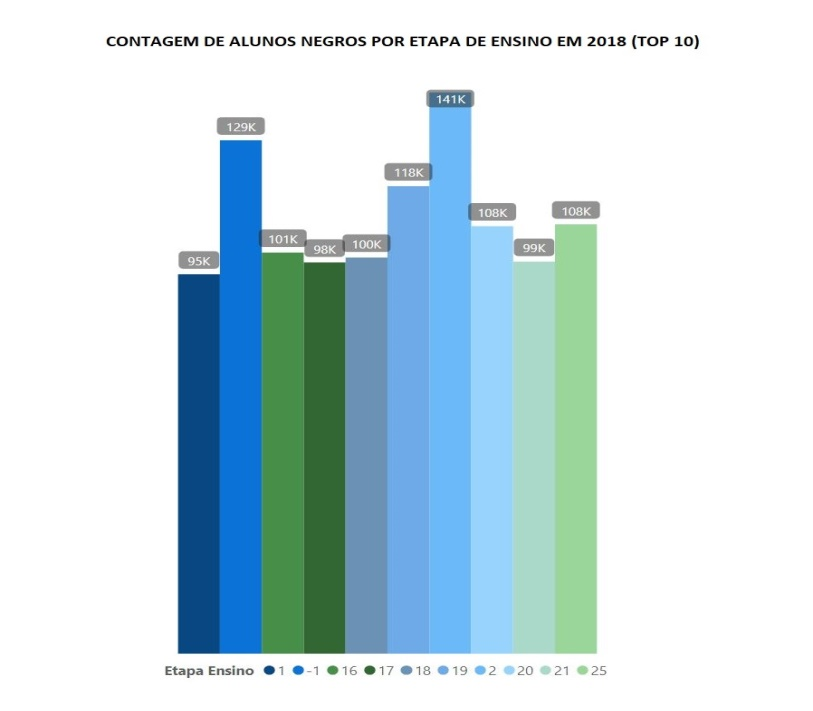 CONTAGEM DE ALUNOS NEGROS POR ETAPA DE ENSINO EM 2018 (TOP 10)
141K
129K
118K
108K
108K
101K
100K
98K
99K
95K
Etapa Ensino 1 -1 16 17 18 19 2 20 21 25